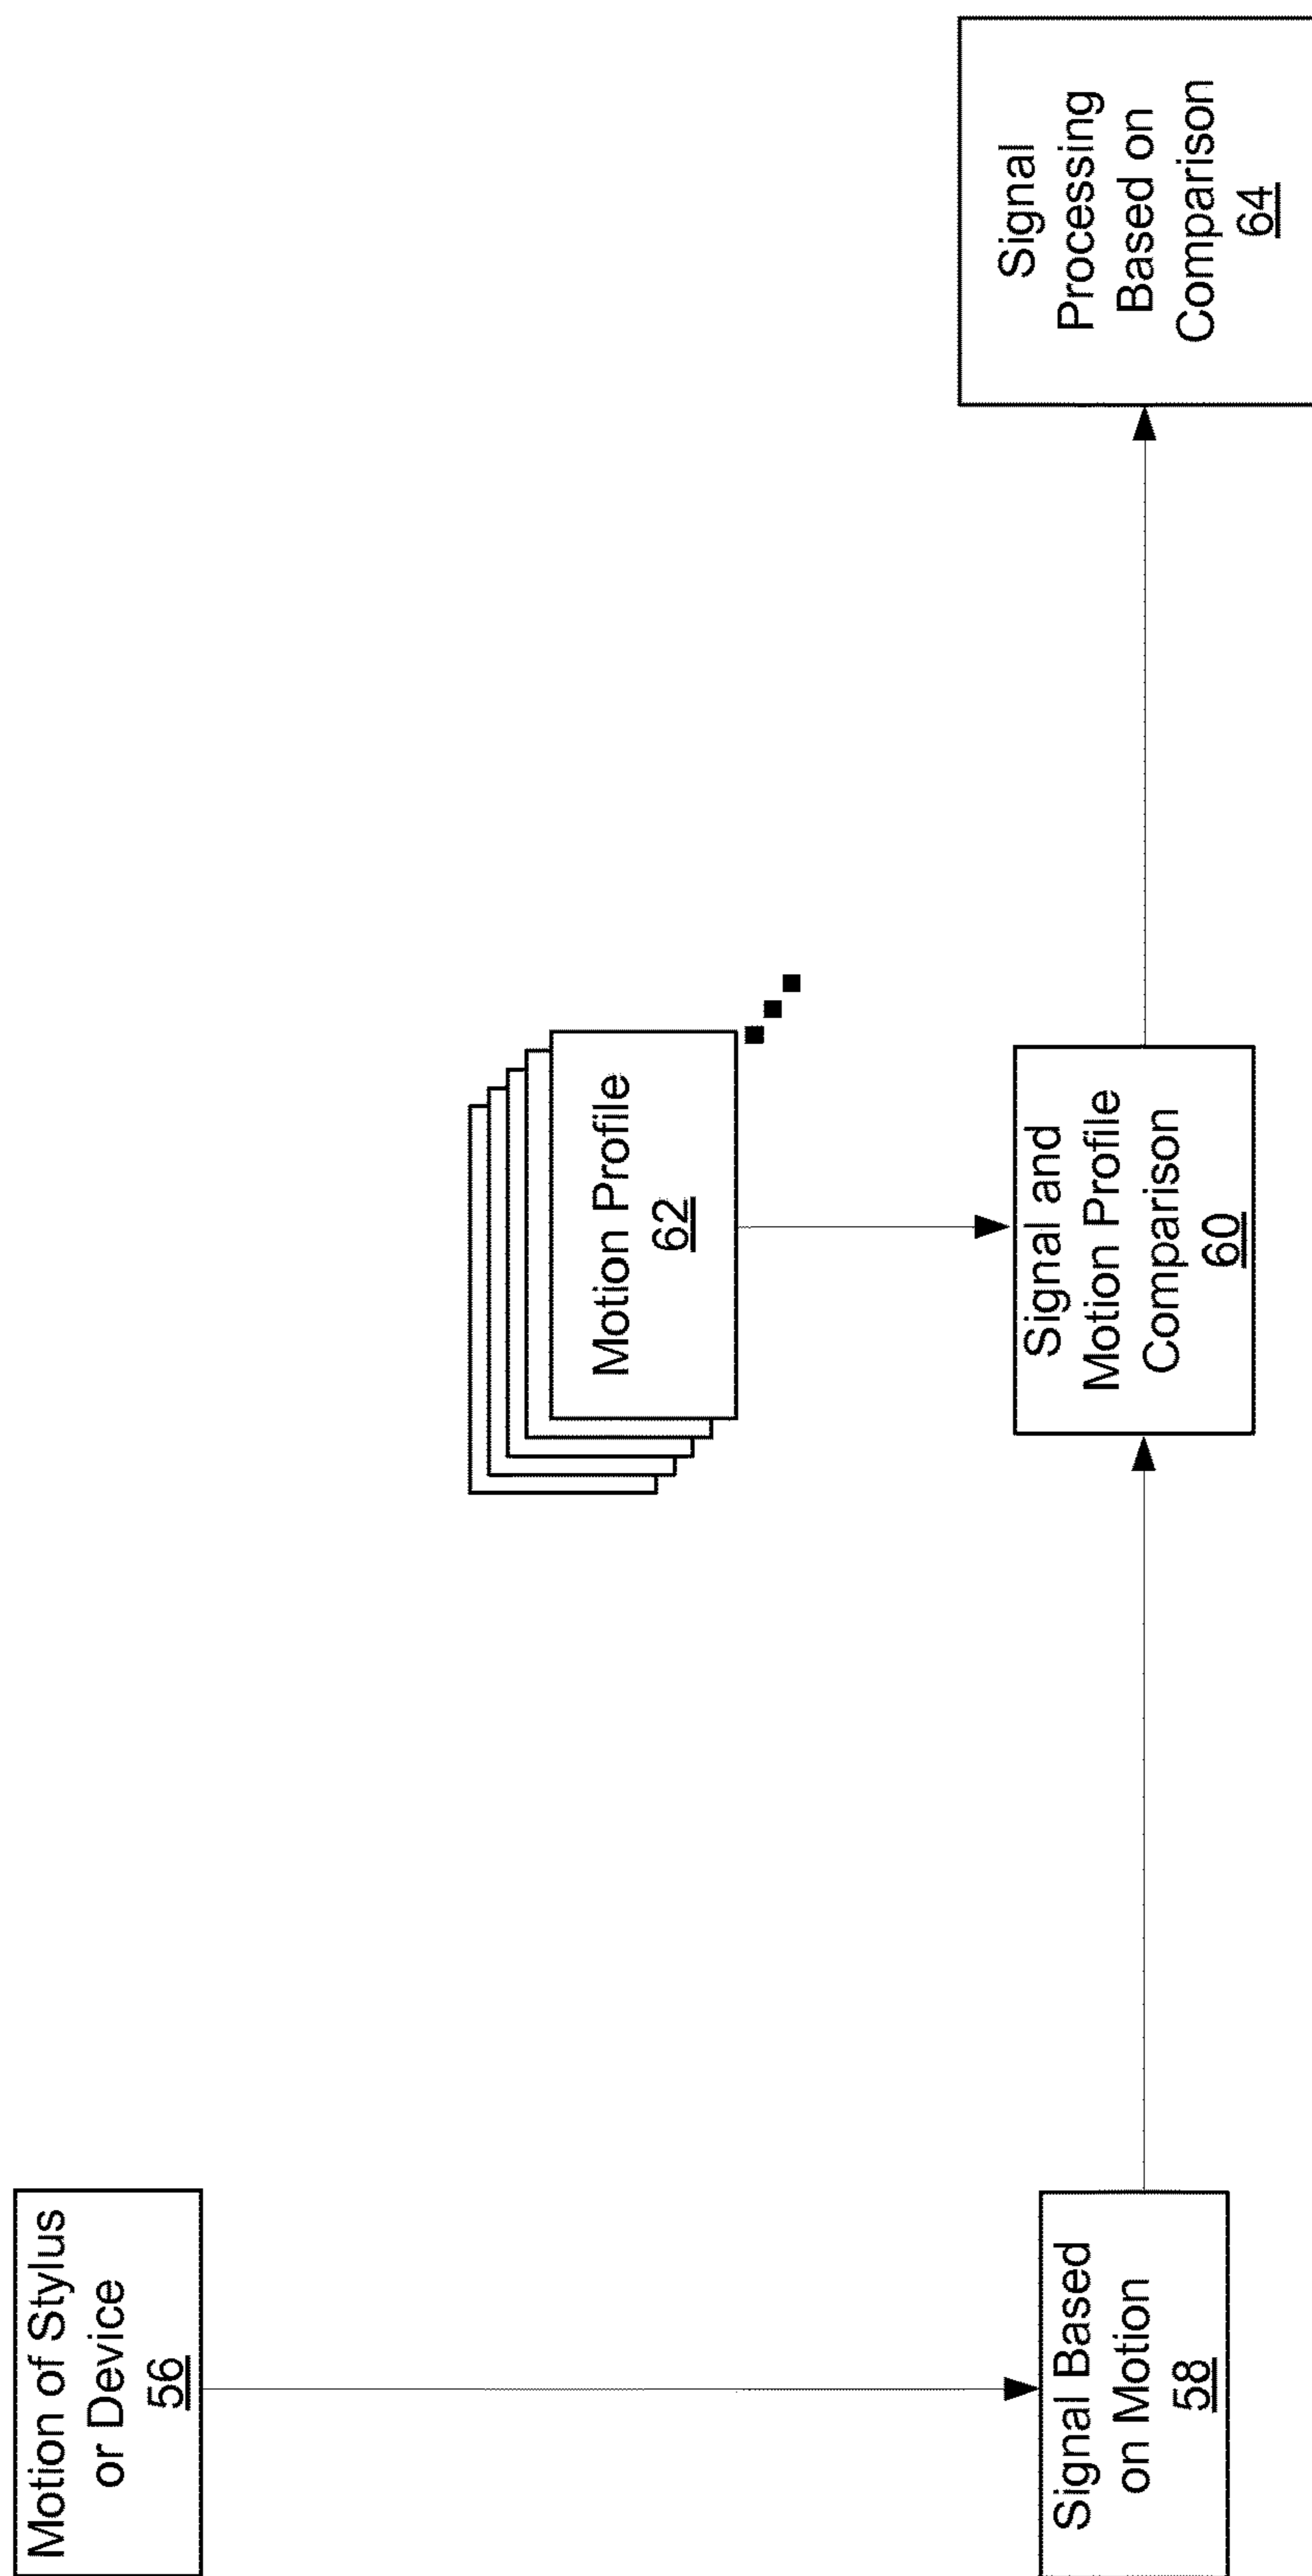 Motion of Stylus
or Device
56
Signal Based
on Motion
58
Motion Profile
62
Signal and
Motion Profile
Comparison
60
Signal
Processing
Based on
Comparison
64